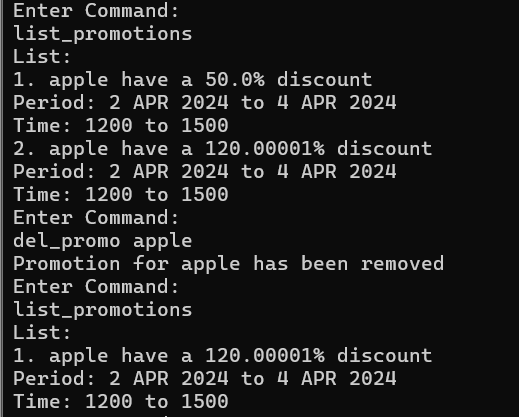 Enter Command:
list_promotions
List:
1. apple have a 50.0% discount
Period: 2 APR 2024 to 4 APR 2024
Time: 1200 to 1500
2. apple have a 120.00001% discount
Period: 2 APR 2024 to 4 APR 2024
Time: 1200 to 1500
Enter Command:
del_promo apple
Promotion for apple has been removed
Enter Command:
list_promotions
List:
1. apple have a 120.00001% discount
Period: 2 APR 2024 to 4 APR 2024
Time: 1200 to 1500